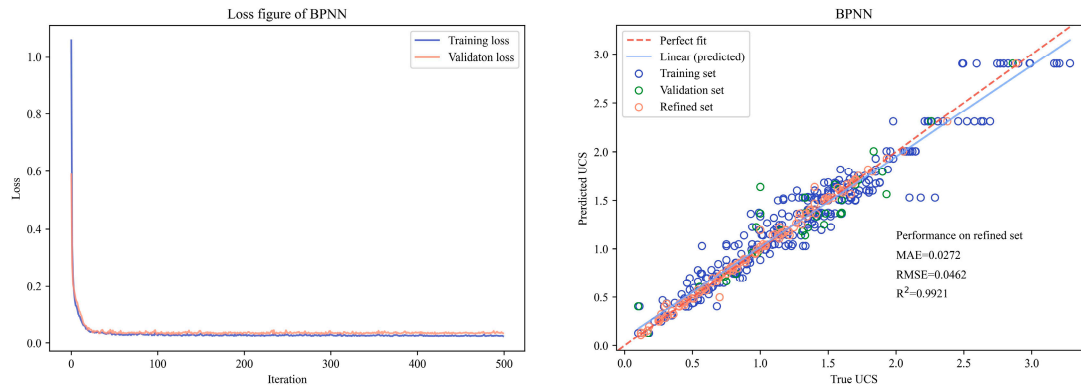 Loss figure of BPNN
Training loss
Validaton loss
1.0
0.8
0.6
0.4
0.2
0.0
Loss
0
100
200
300
400
500
Iteration
BPNN
Perfect fit
Linear (predicted)
Training set
Validation set
Refined set
3.0
2.5
2.0
1.5
1.0
0.5
0.0
Prerdicted UCS
Performance on refined set
MAE=0.0272
RMSE=0.0462
R²=0.9921
0.0
0.5
1.0
1.5
2.0
2.5
3.0
True UCS